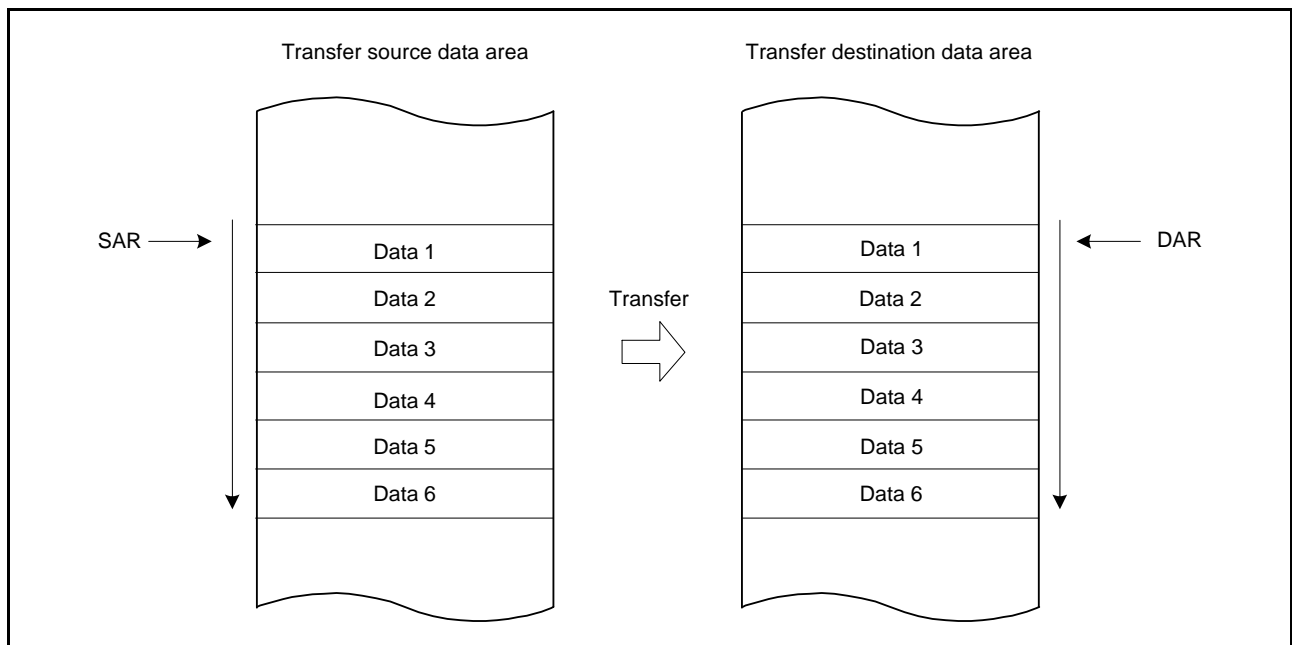 Transfer source data area
Transfer destination data area
SAR
DAR
Data 1
Data 2
Data 3
Data 4
Data 5
Data 6
Transfer
Data 1
Data 2
Data 3
Data 4
Data 5
Data 6